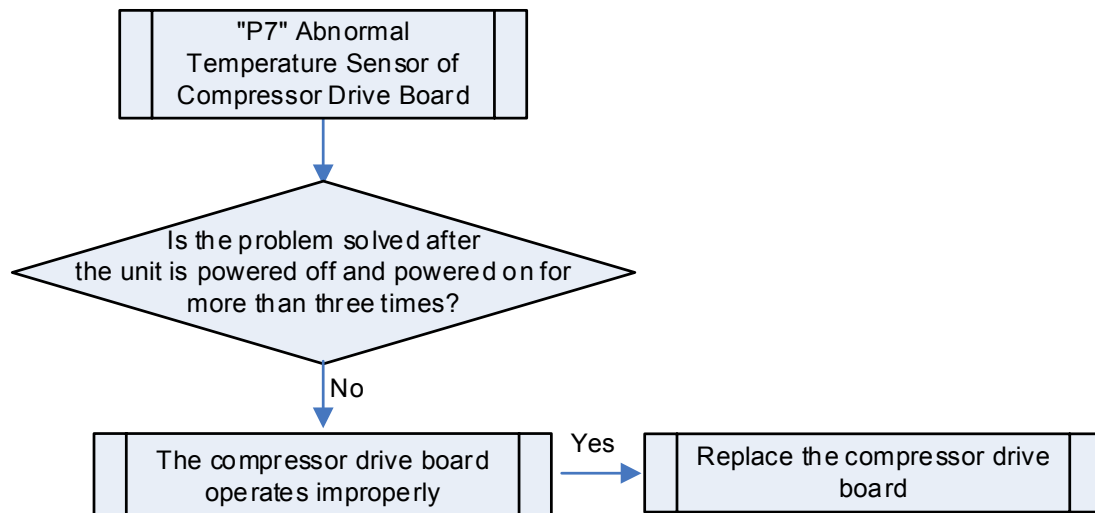 "P7" Abnormal
Temperature Sensor of
Compressor Drive Board
Is the problem solved after
the unit is powered off and powered on for
more than three times?
No
The compressor drive board
operates improperly
Yes
Replace the compressor drive
board